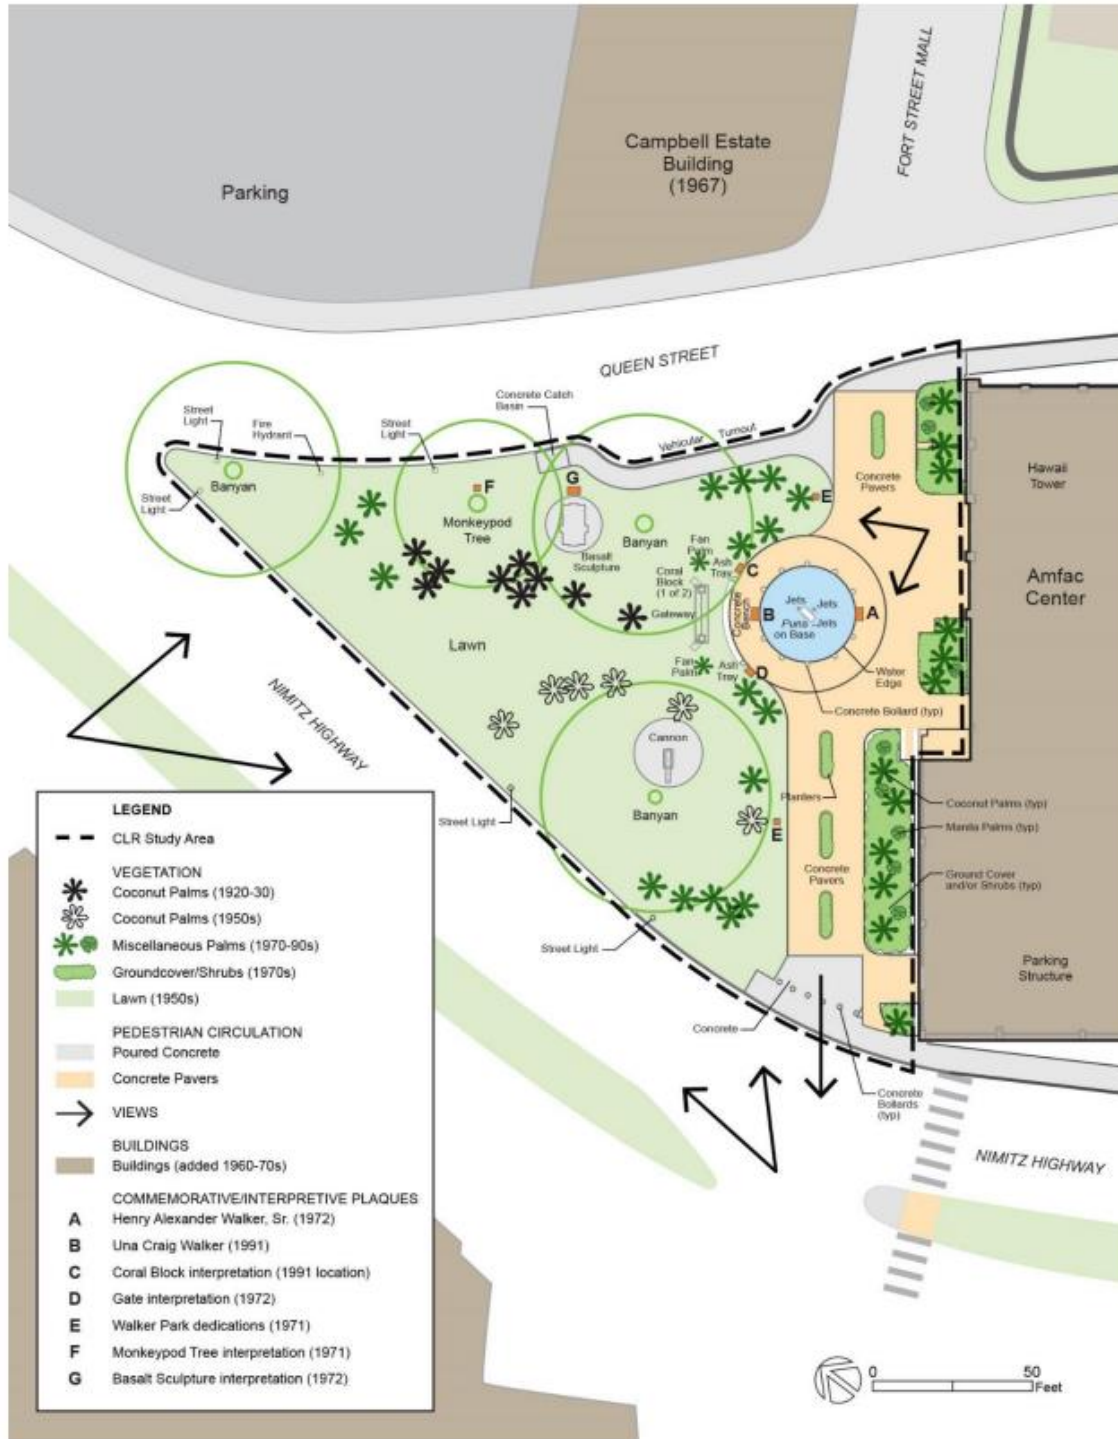 Parking
Campbell Estate
Building
(1967)
FORT STREET MALL
QUEEN STREET
Street
Light
Fire
Hydrant
Street
Light
Concrete Catch
Basin
Vehicular Turnout
Concrete
Pavers
Hawaii
Tower
Street
Light
Banyan
F
Monkeypod
Tree
G
Basalt
Sculpture
Banyan
E
Fan
Palm
Ash
Tray
C
Coral
Block
(1 of 2)
Gateway
Concrete Bench
B
Jets
Jets
Puna
Jets
on Base
A
Amfac
Center
Lawn
Fan
Palm
Ash
Tray
D
Water
Edge
Concrete Bollard (typ)
NIMITZ HIGHWAY
Cannon
Banyan
Street Light
Planters
E
Coconut Palms (typ)
Manila Palms (typ)
Concrete
Pavers
Ground Cover
and/or Shrubs (typ)
Street Light
Parking
Structure
Concrete
Concrete
Bollards
(typ)
NIMITZ HIGHWAY
LEGEND
CLR Study Area
VEGETATION
Coconut Palms (1920-30)
Coconut Palms (1950s)
Miscellaneous Palms (1970-90s)
Groundcover/Shrubs (1970s)
Lawn (1950s)
PEDESTRIAN CIRCULATION
Poured Concrete
Concrete Pavers
VIEWS
BUILDINGS
Buildings (added 1960-70s)
COMMEMORATIVE/INTERPRETIVE PLAQUES
A Henry Alexander Walker, Sr. (1972)
B Una Craig Walker (1991)
C Coral Block interpretation (1991 location)
D Gate interpretation (1972)
E Walker Park dedications (1971)
F Monkeypod Tree interpretation (1971)
G Basalt Sculpture interpretation (1972)
0 50
Feet